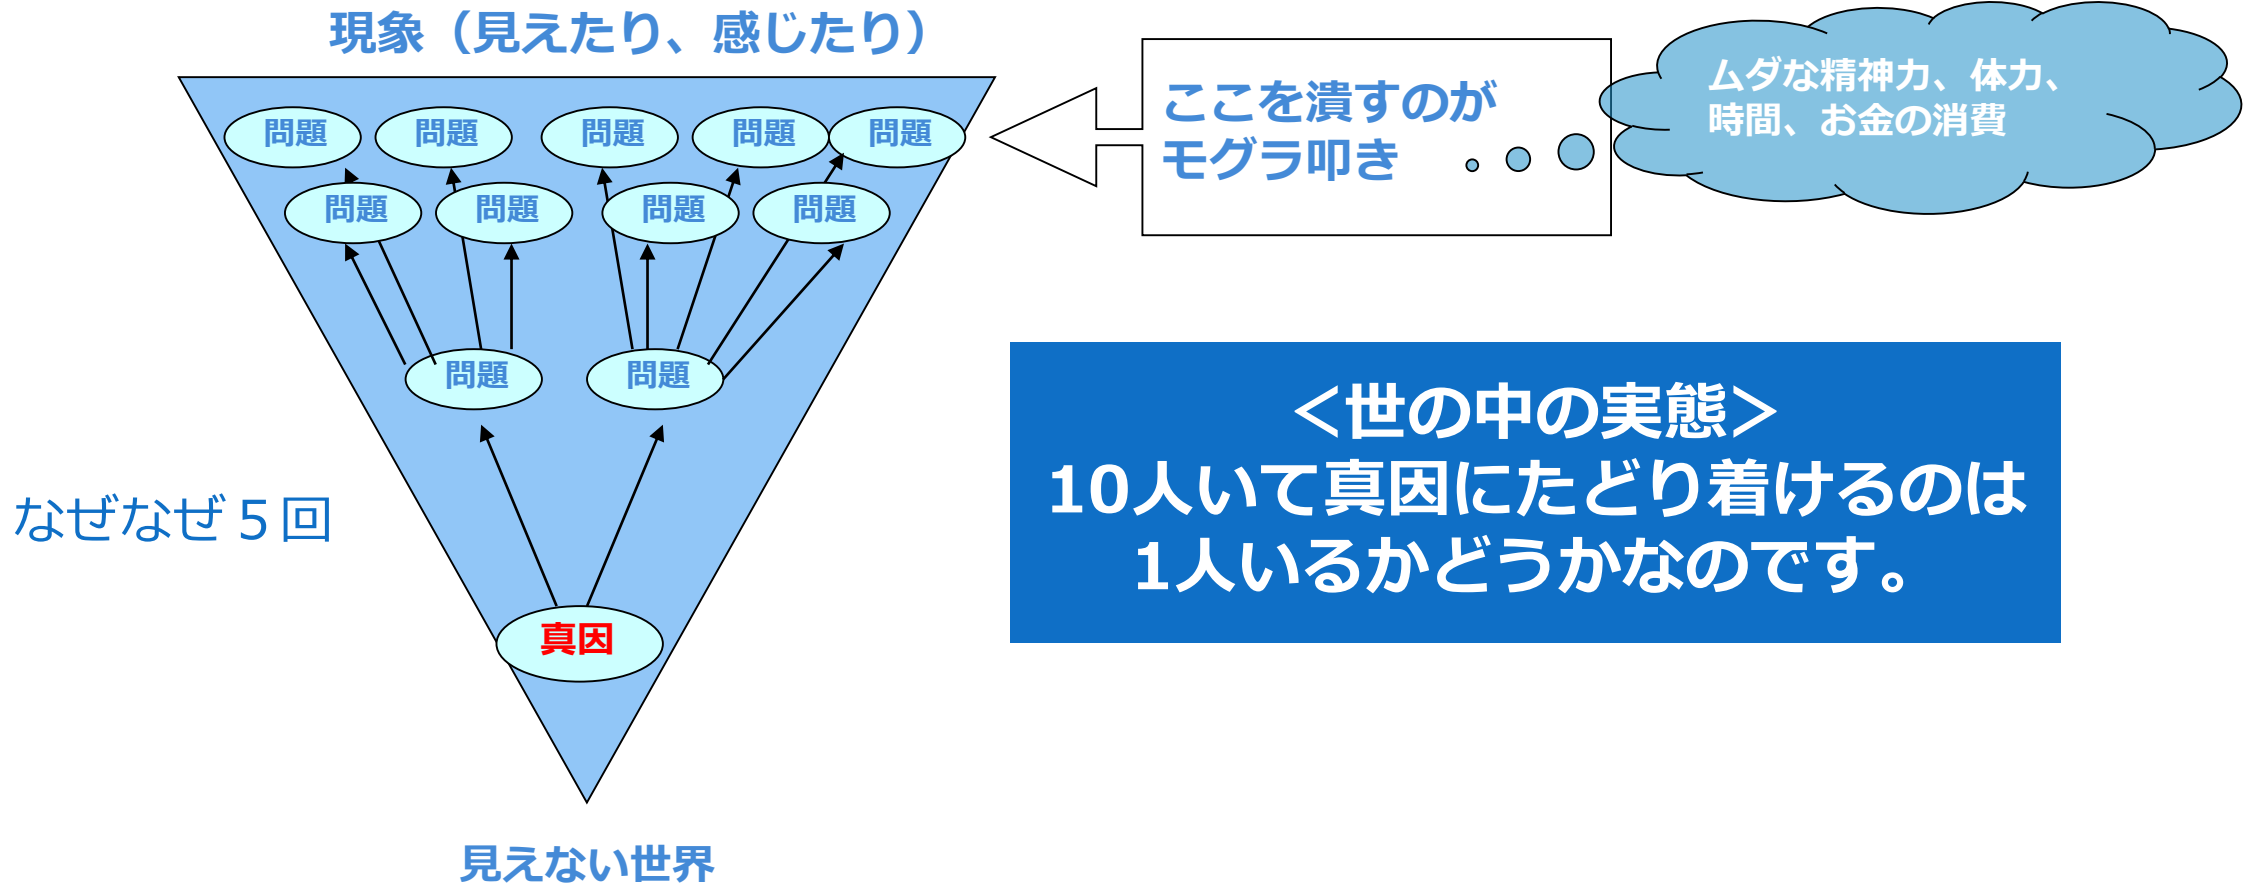 現象（見えたり、感じたり）
問題
問題
問題
問題
問題
問題
問題
問題
問題
問題
問題
真因
なぜなぜ５回
見えない世界
ここを潰すのが
モグラ叩き
ムダな精神力、体力、
時間、お金の消費
＜世の中の実態＞
10人いて真因にたどり着けるのは
1人いるかどうかなのです。